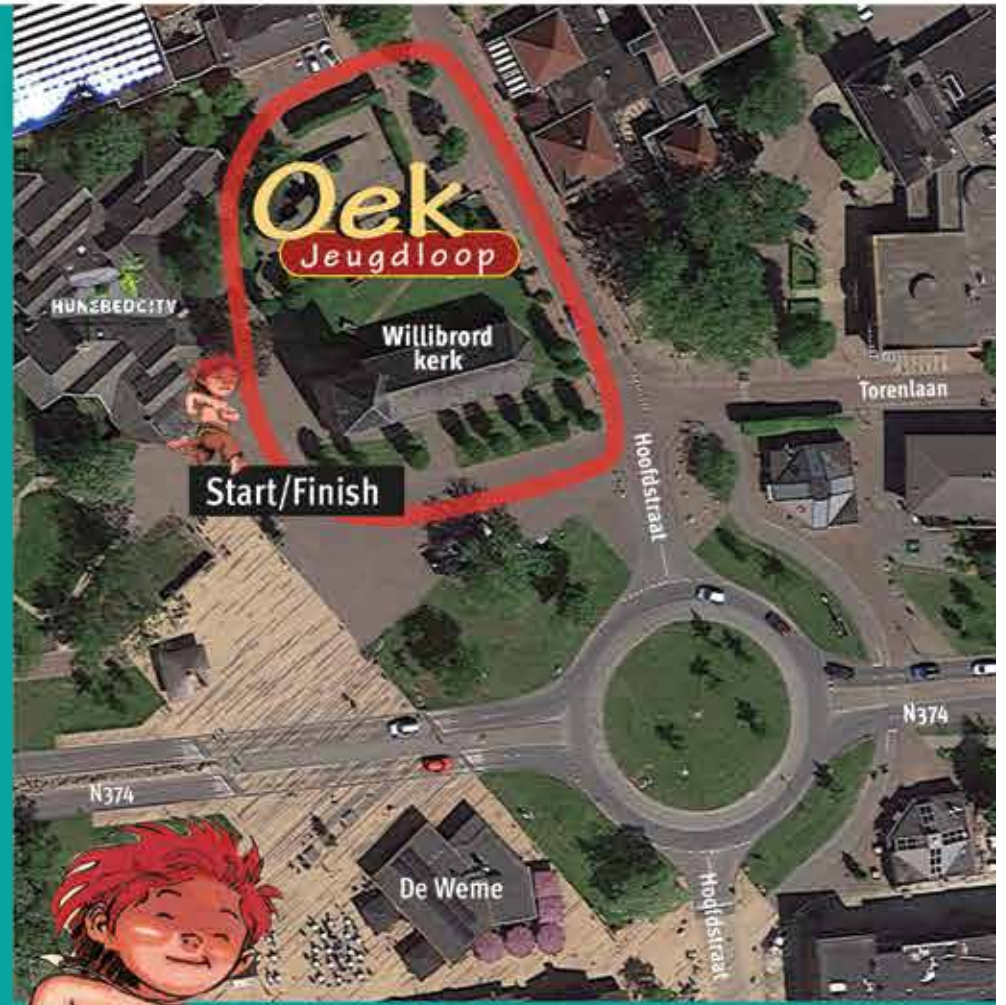 Oek
Jeugdloop
HUNEBEDCITY
Willibrord
kerk
Torenlaan
Start/Finish
Hoofdstraat
N374
N374
De Weme
Hoofdstraat